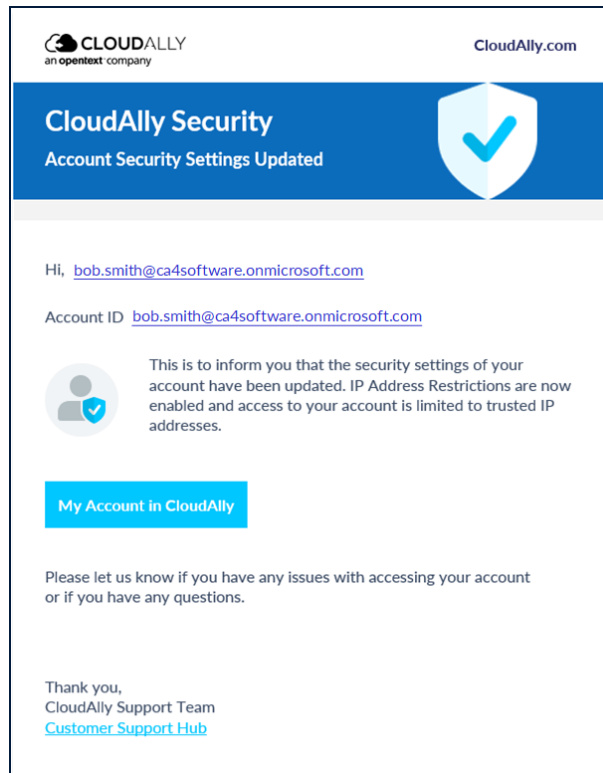 CLOUDALLY
an opentext company
CloudAlly.com
CloudAlly Security
Account Security Settings Updated
Hi, bob.smith@ca4software.onmicrosoft.com
Account ID bob.smith@ca4software.onmicrosoft.com
This is to inform you that the security settings of your
account have been updated. IP Address Restrictions are now
enabled and access to your account is limited to trusted IP
addresses.
My Account in CloudAlly
Please let us know if you have any issues with accessing your account
or if you have any questions.
Thank you,
CloudAlly Support Team
Customer Support Hub